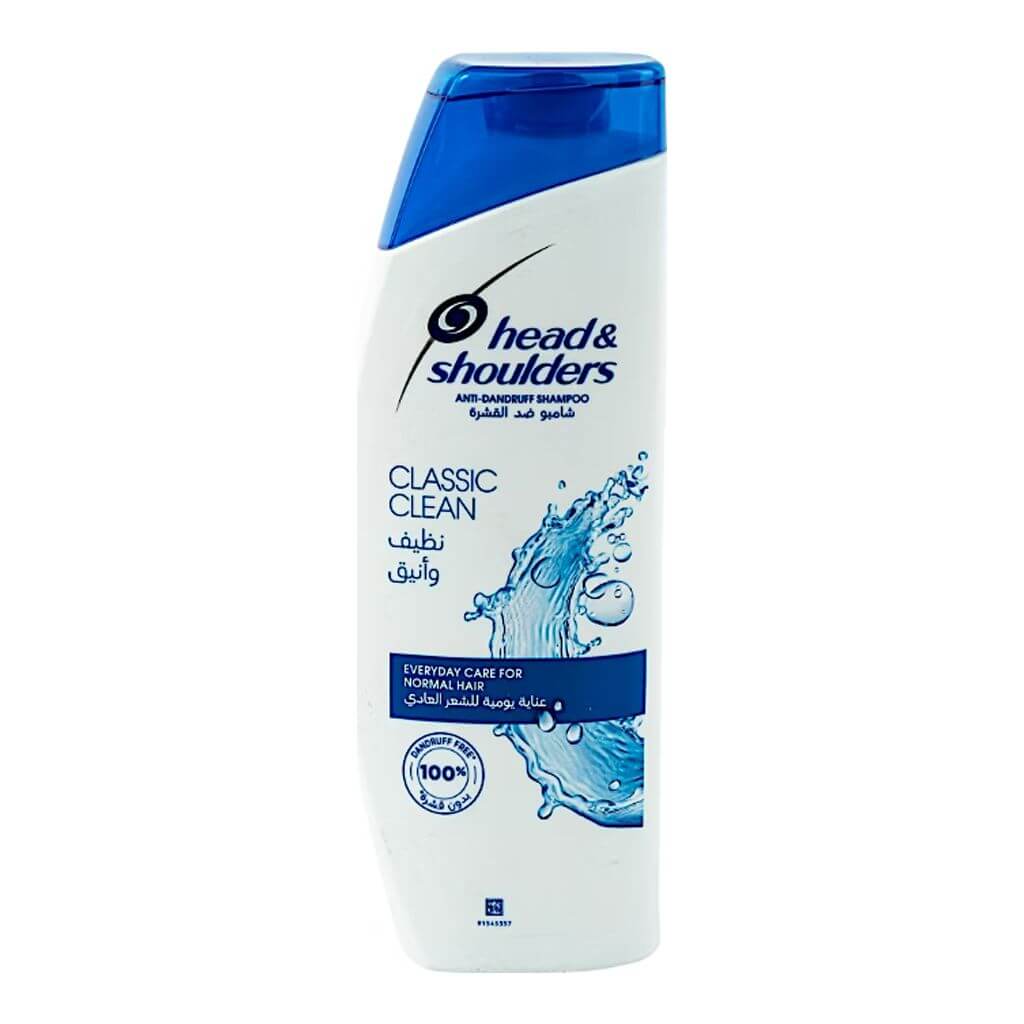 head &
shoulders
ANTI-DANDRUFF SHAMPOO
شامبو ضد القشرة
CLASSIC
CLEAN
نظيف
وأنيق
EVERYDAY CARE FOR
NORMAL HAIR
عناية يومية للشعر العادي
DANDRUFF FREE*
100%
بدون قشرة*
91545557